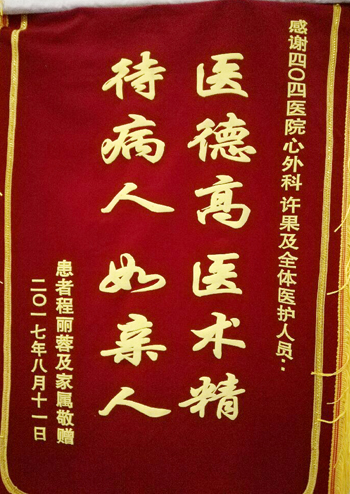 感谢四〇四医院心外科 许果及全体医护人员：
医德高医术精
待病人如亲人
患者程丽蓉及家属敬赠
二〇一七年八月十一日